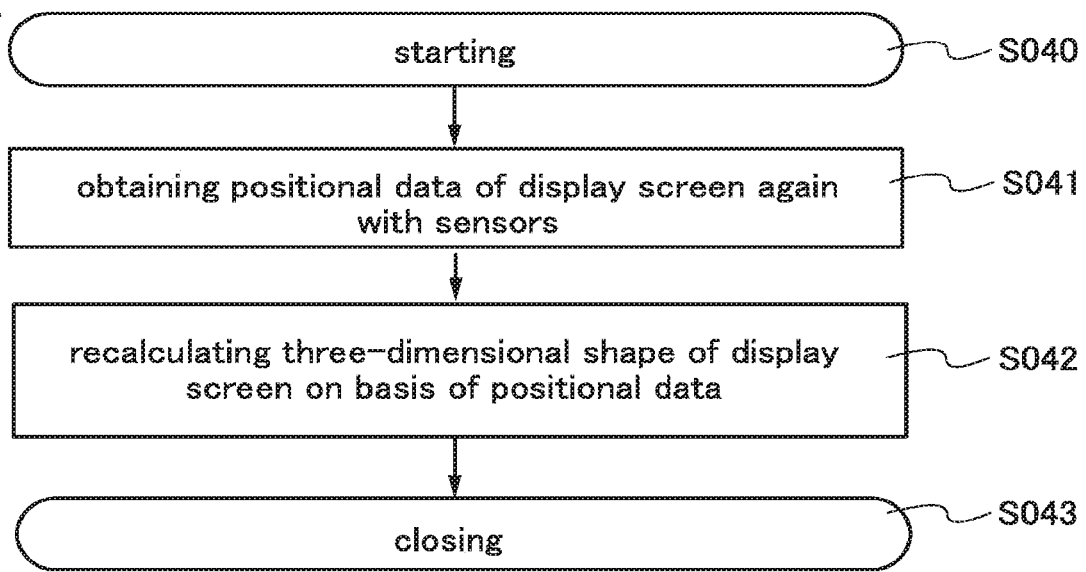 starting
S040
obtaining positional data of display screen again
with sensors
S041
recalculating three-dimensional shape of display
screen on basis of positional data
S042
closing
S043